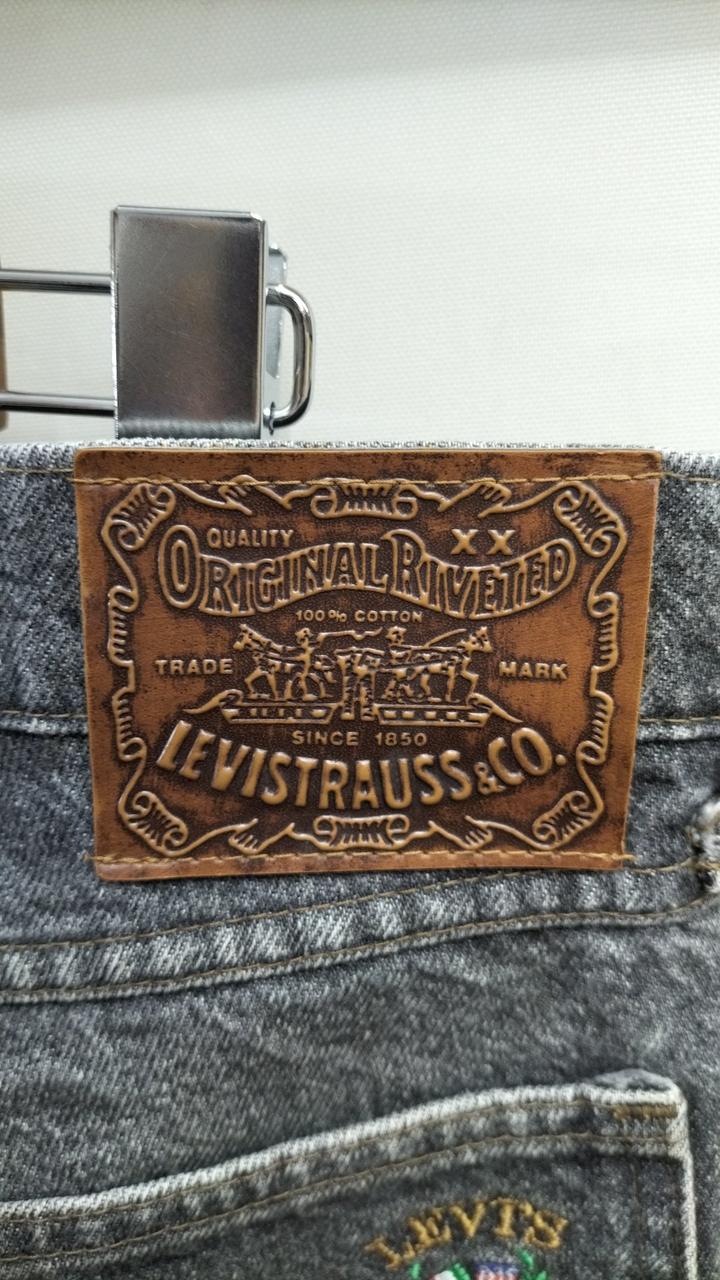 QUALITY XX
ORIGINAL RIVETED
100% COTTON
TRADE MARK
SINCE 1850
LEVI STRAUSS & CO.
LEVI'S